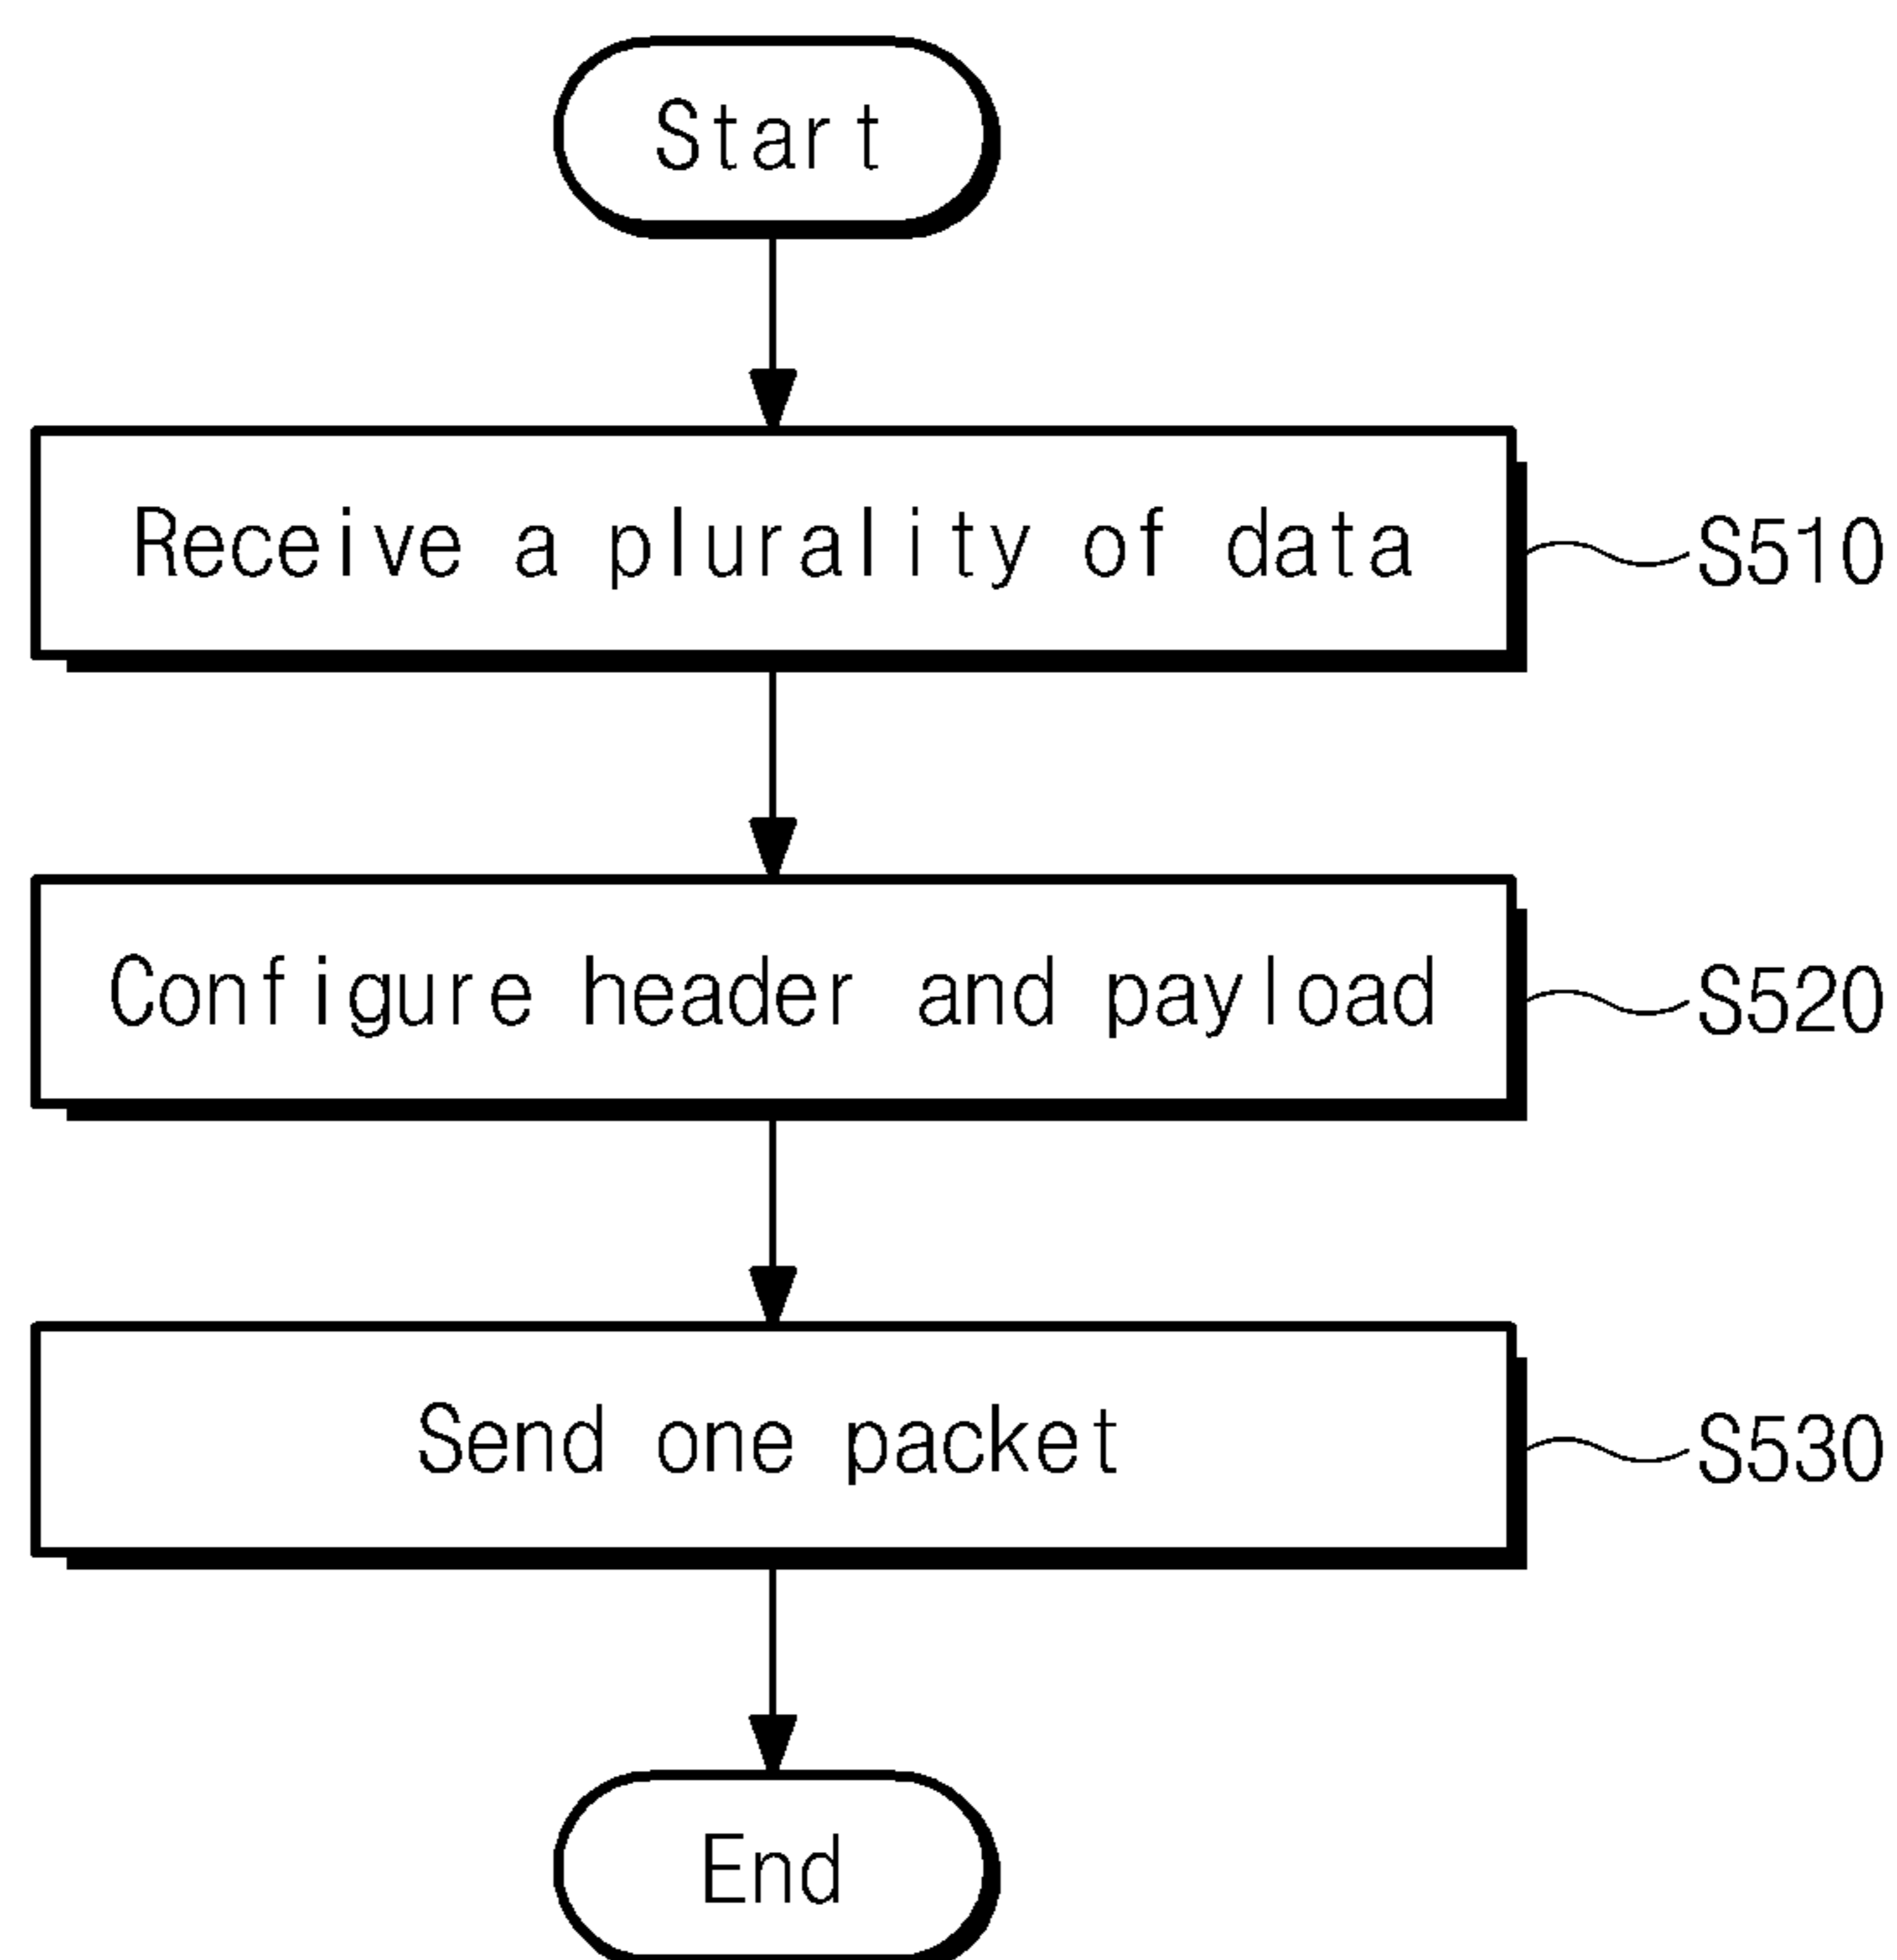 Start
Receive a plurality of data
S510
Configure header and payload
S520
Send one packet
S530
End